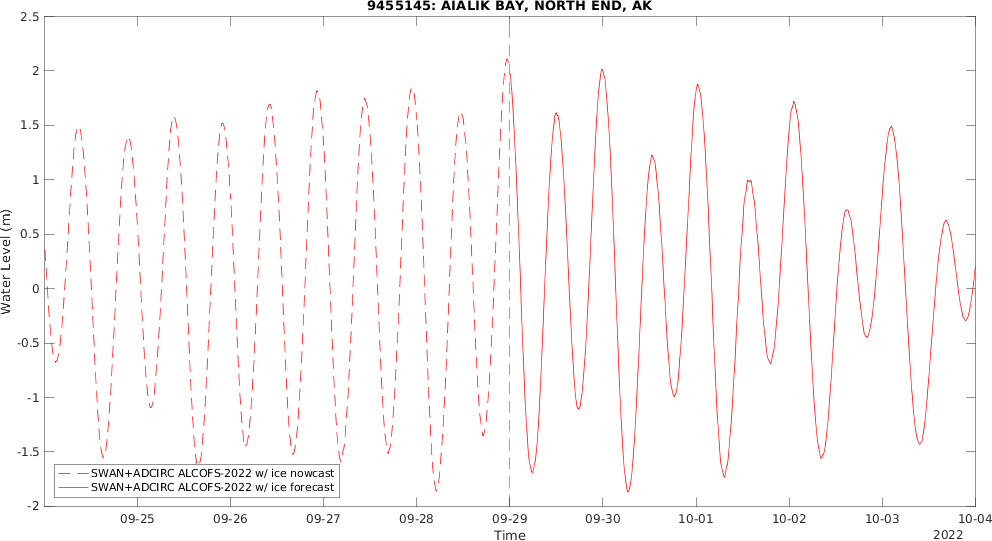 9455145: AIALIK BAY, NORTH END, AK
2.5
2
1.5
1
0.5
0
-0.5
-1
-1.5
-2
Water Level (m)
SWAN+ADCIRC ALCOFS-2022 w/ ice nowcast
SWAN+ADCIRC ALCOFS-2022 w/ ice forecast
09-25 09-26 09-27 09-28 09-29 09-30 10-01 10-02 10-03 10-04
Time
2022